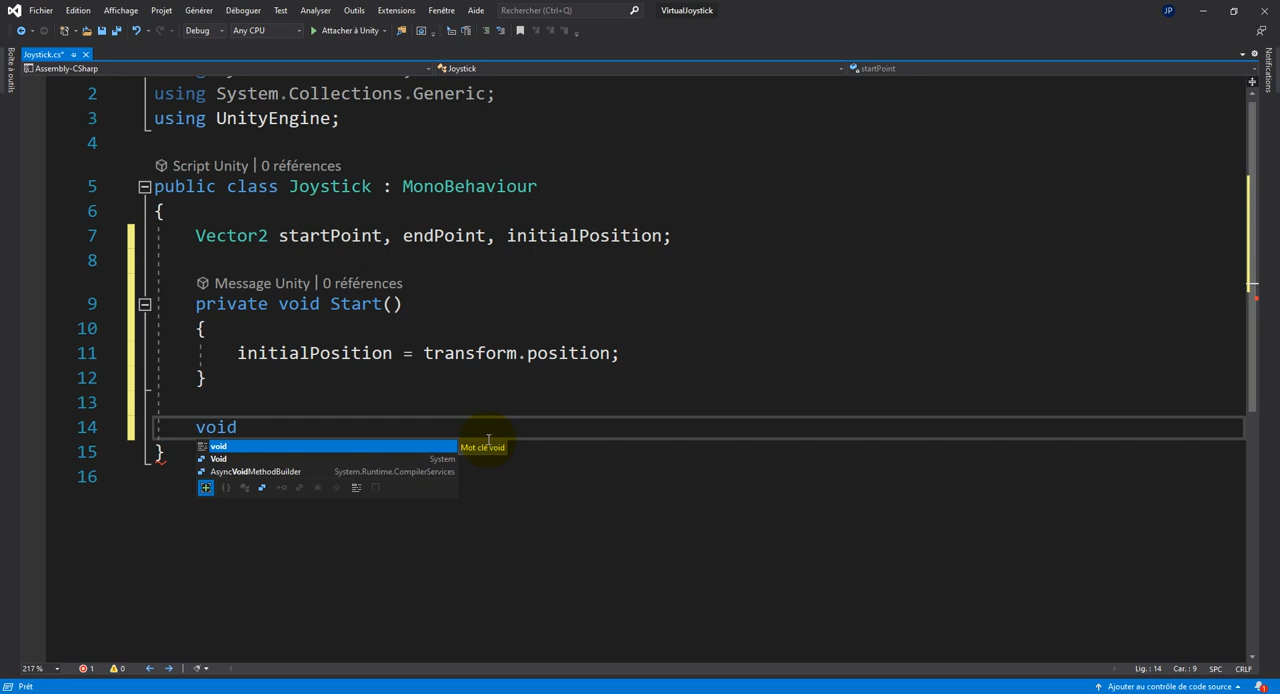 Fichier Edition Affichage Projet Générer Déboguer Test Analyser Outils Extensions Fenêtre Aide Rechercher (Ctrl+Q) VirtualJoystick JP
Debug Any CPU Attacher à Unity
Boîte à outils
Joystick.cs*
Notifications
Assembly-CSharp Joystick startPoint
2 using System.Collections.Generic;
3 using UnityEngine;
4
Script Unity | 0 références
5 public class Joystick : MonoBehaviour
6 {
7 Vector2 startPoint, endPoint, initialPosition;
8
Message Unity | 0 références
9 private void Start()
10 {
11 initialPosition = transform.position;
12 }
13
14 void
void Mot clé void
15 }
Void System
AsyncVoidMethodBuilder System.Runtime.CompilerServices
16
217 % 1 0 Lig. : 14 Car. : 9 SPC CRLF
Prêt Ajouter au contrôle de code source 1